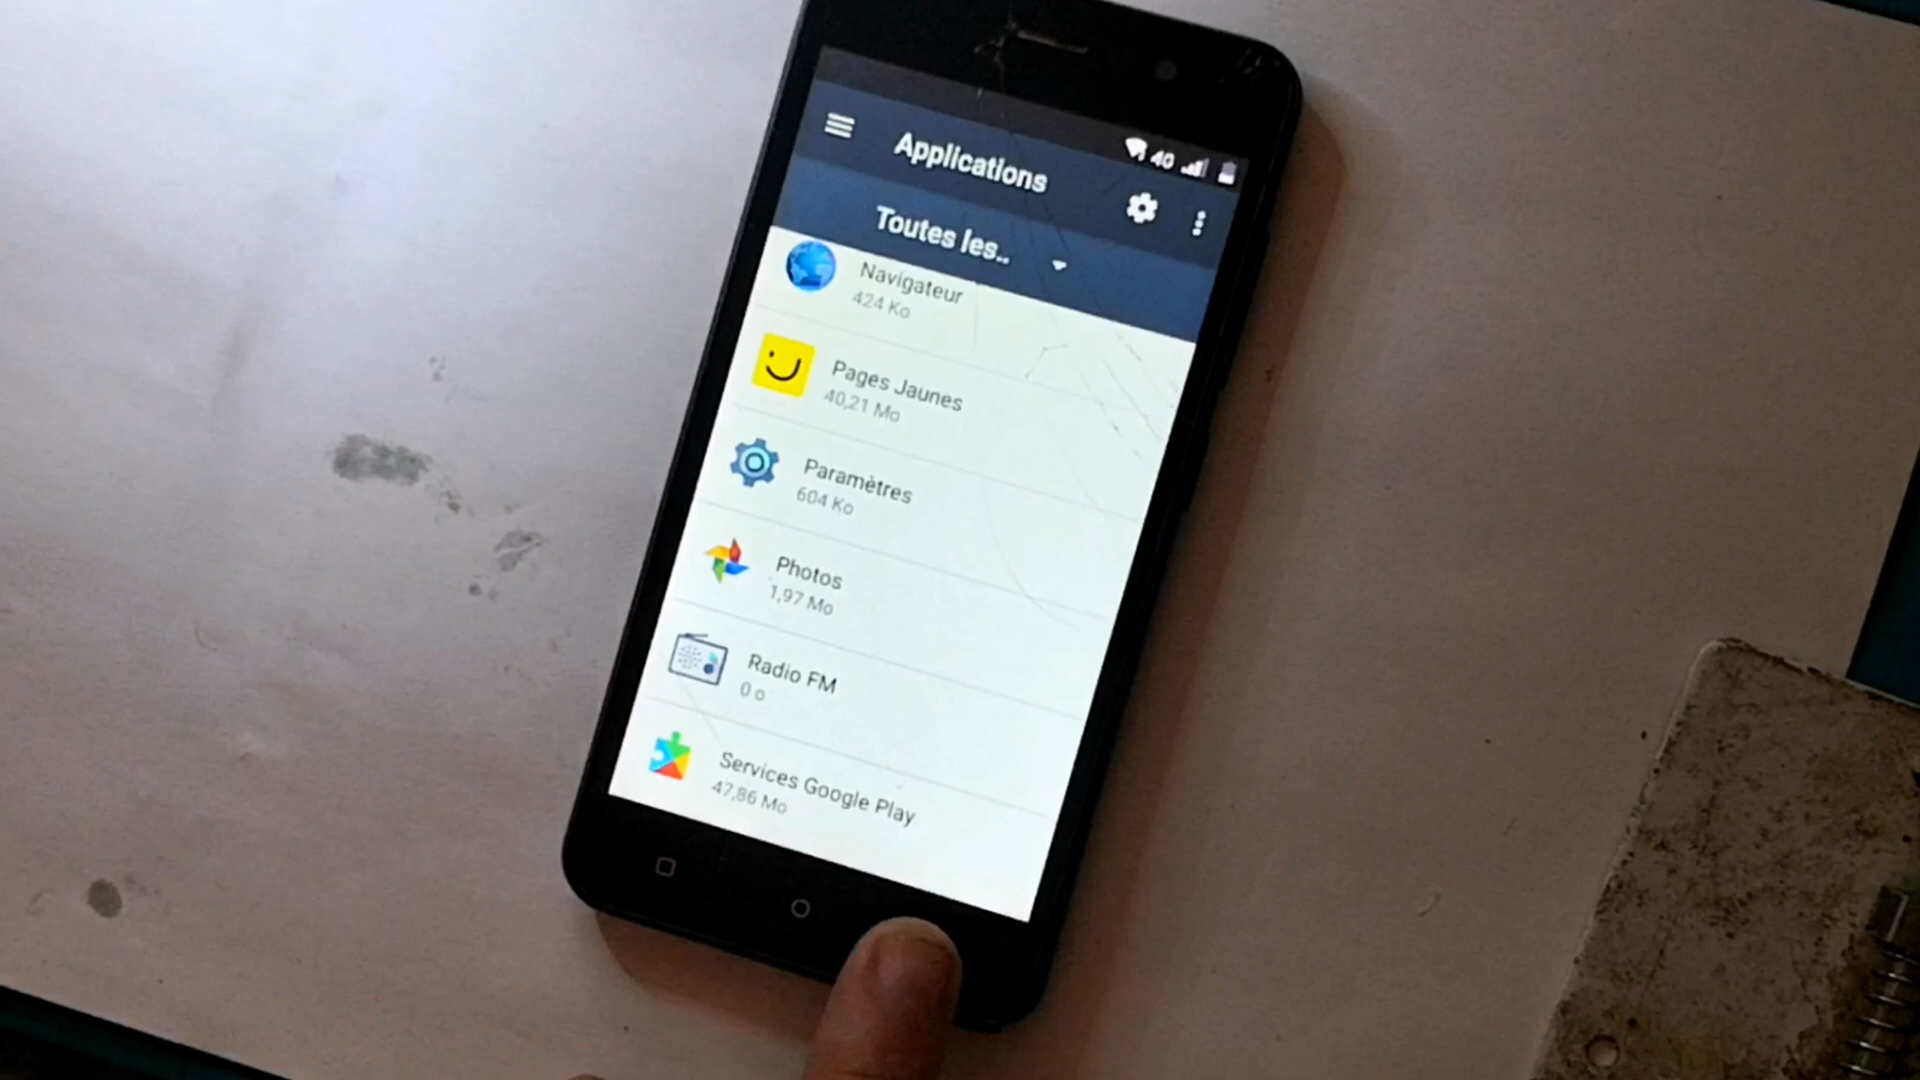 4G
Applications
Toutes les..
Navigateur
424 Ko
Pages Jaunes
40,21 Mo
Paramètres
604 Ko
Photos
1,97 Mo
Radio FM
0 o
Services Google Play
47,86 Mo